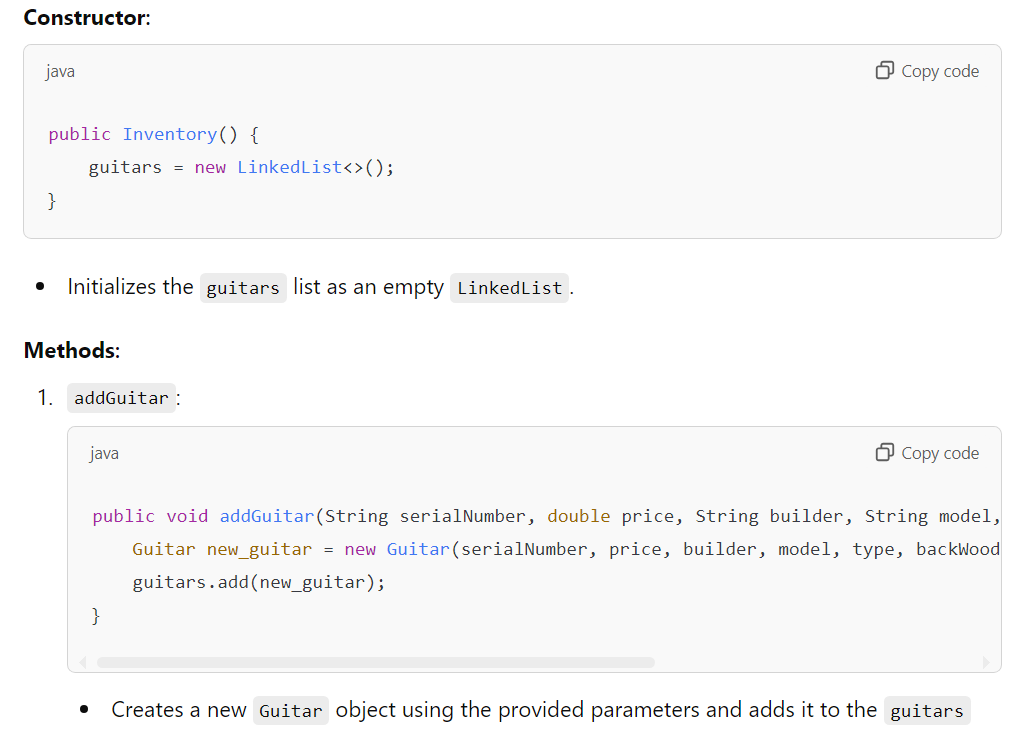 Constructor:
java Copy code
public Inventory() {
    guitars = new LinkedList<>();
}
• Initializes the guitars list as an empty LinkedList.
Methods:
1. addGuitar:
java Copy code
public void addGuitar(String serialNumber, double price, String builder, String model,
    Guitar new_guitar = new Guitar(serialNumber, price, builder, model, type, backWood
    guitars.add(new_guitar);
}
• Creates a new Guitar object using the provided parameters and adds it to the guitars